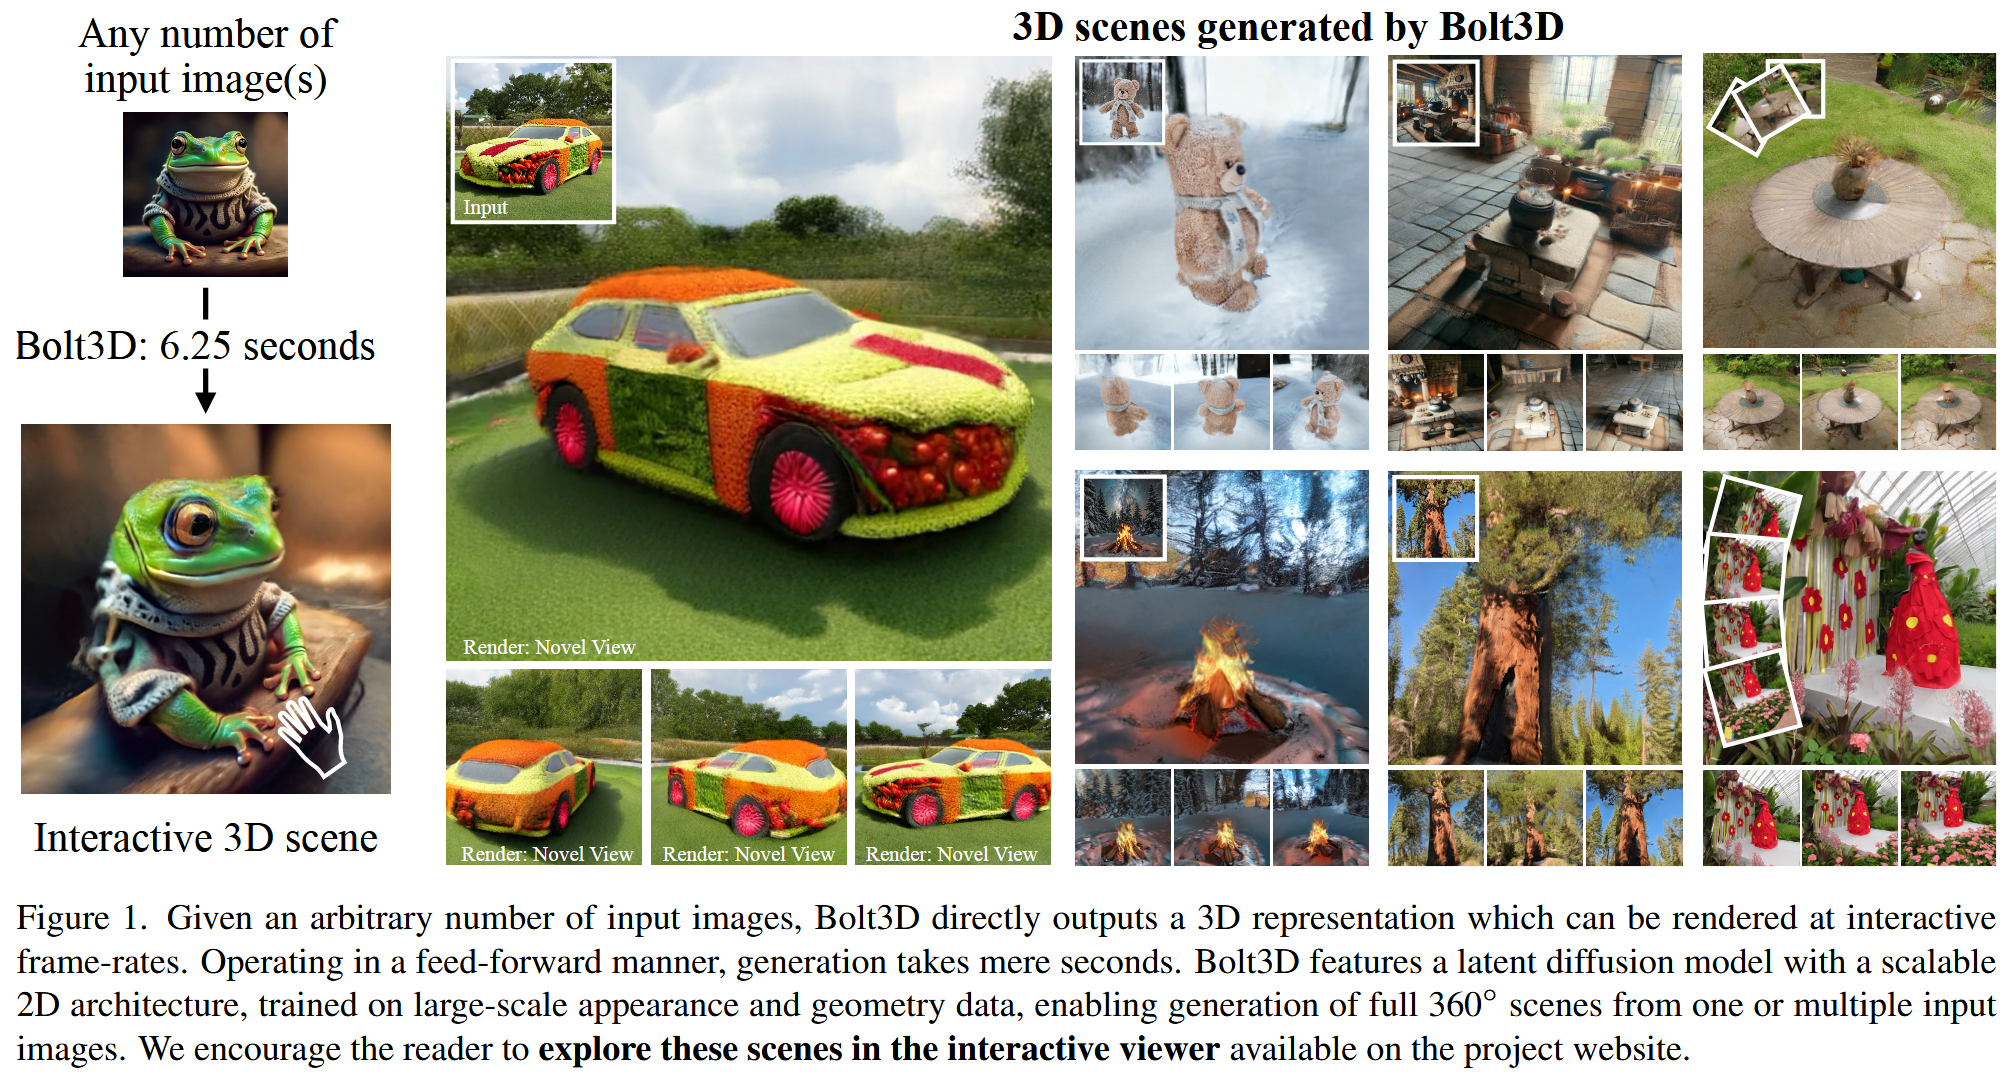 Any number of
input image(s)
Bolt3D: 6.25 seconds
Interactive 3D scene
3D scenes generated by Bolt3D
Input
Render: Novel View
Render: Novel View
Render: Novel View
Render: Novel View
Figure 1. Given an arbitrary number of input images, Bolt3D directly outputs a 3D representation which can be rendered at interactive
frame-rates. Operating in a feed-forward manner, generation takes mere seconds. Bolt3D features a latent diffusion model with a scalable
2D architecture, trained on large-scale appearance and geometry data, enabling generation of full 360° scenes from one or multiple input
images. We encourage the reader to explore these scenes in the interactive viewer available on the project website.